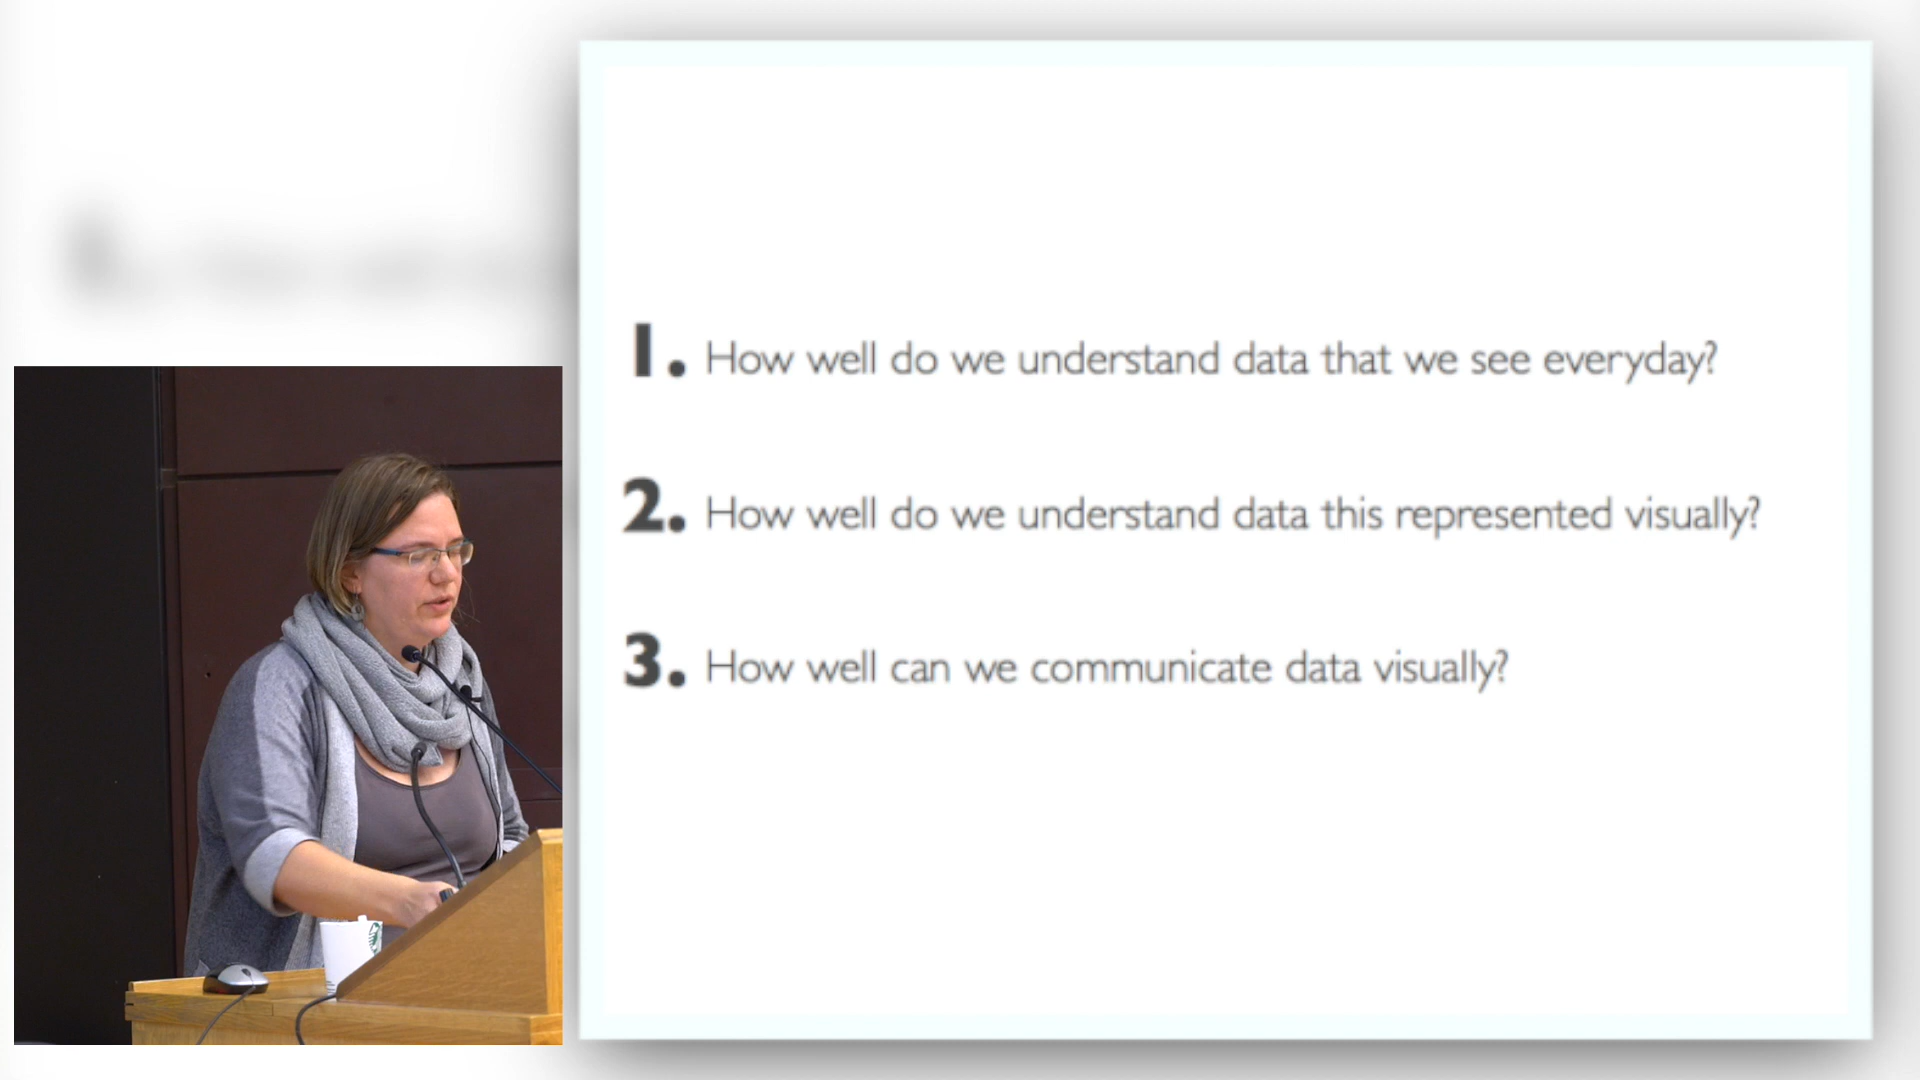 1. How well do we understand data that we see everyday?
2. How well do we understand data this represented visually?
3. How well can we communicate data visually?